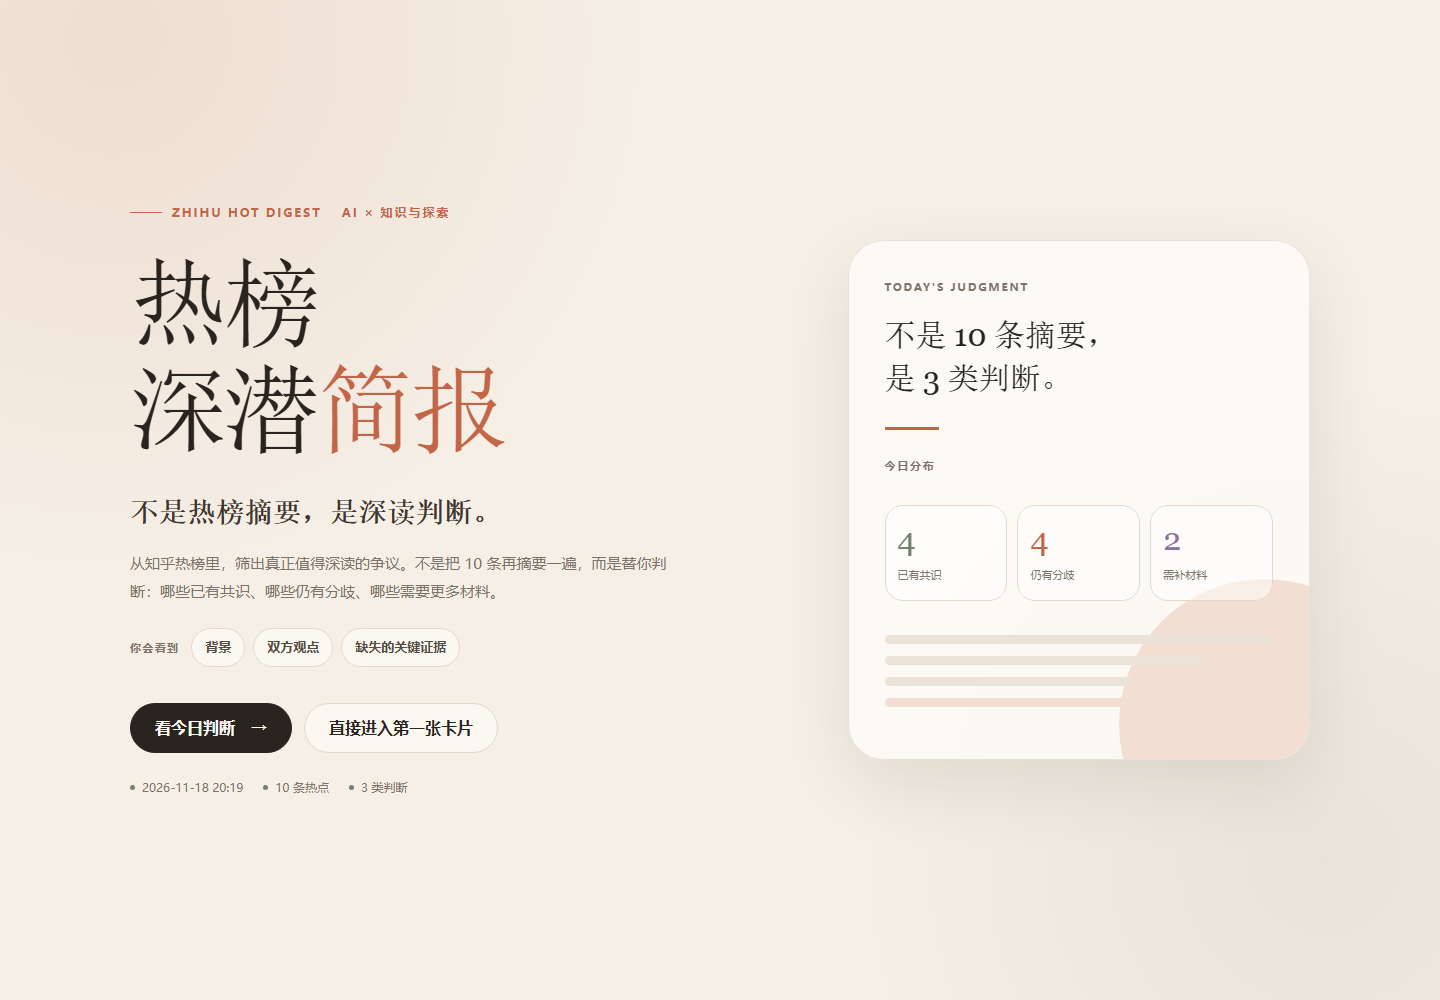 ZHIHU HOT DIGEST AI × 知识与探索
热榜
深潜简报
不是热榜摘要，是深读判断。
从知乎热榜里，筛出真正值得深读的争议。不是把 10 条再摘要一遍，而是替你判
断：哪些已有共识、哪些仍有分歧、哪些需要更多材料。
你会看到 背景 双方观点 缺失的关键证据
看今日判断 → 直接进入第一张卡片
• 2026-11-18 20:19 • 10 条热点 • 3 类判断
TODAY'S JUDGMENT
不是 10 条摘要，
是 3 类判断。
今日分布
4 4 2
已有共识 仍有分歧 需补材料